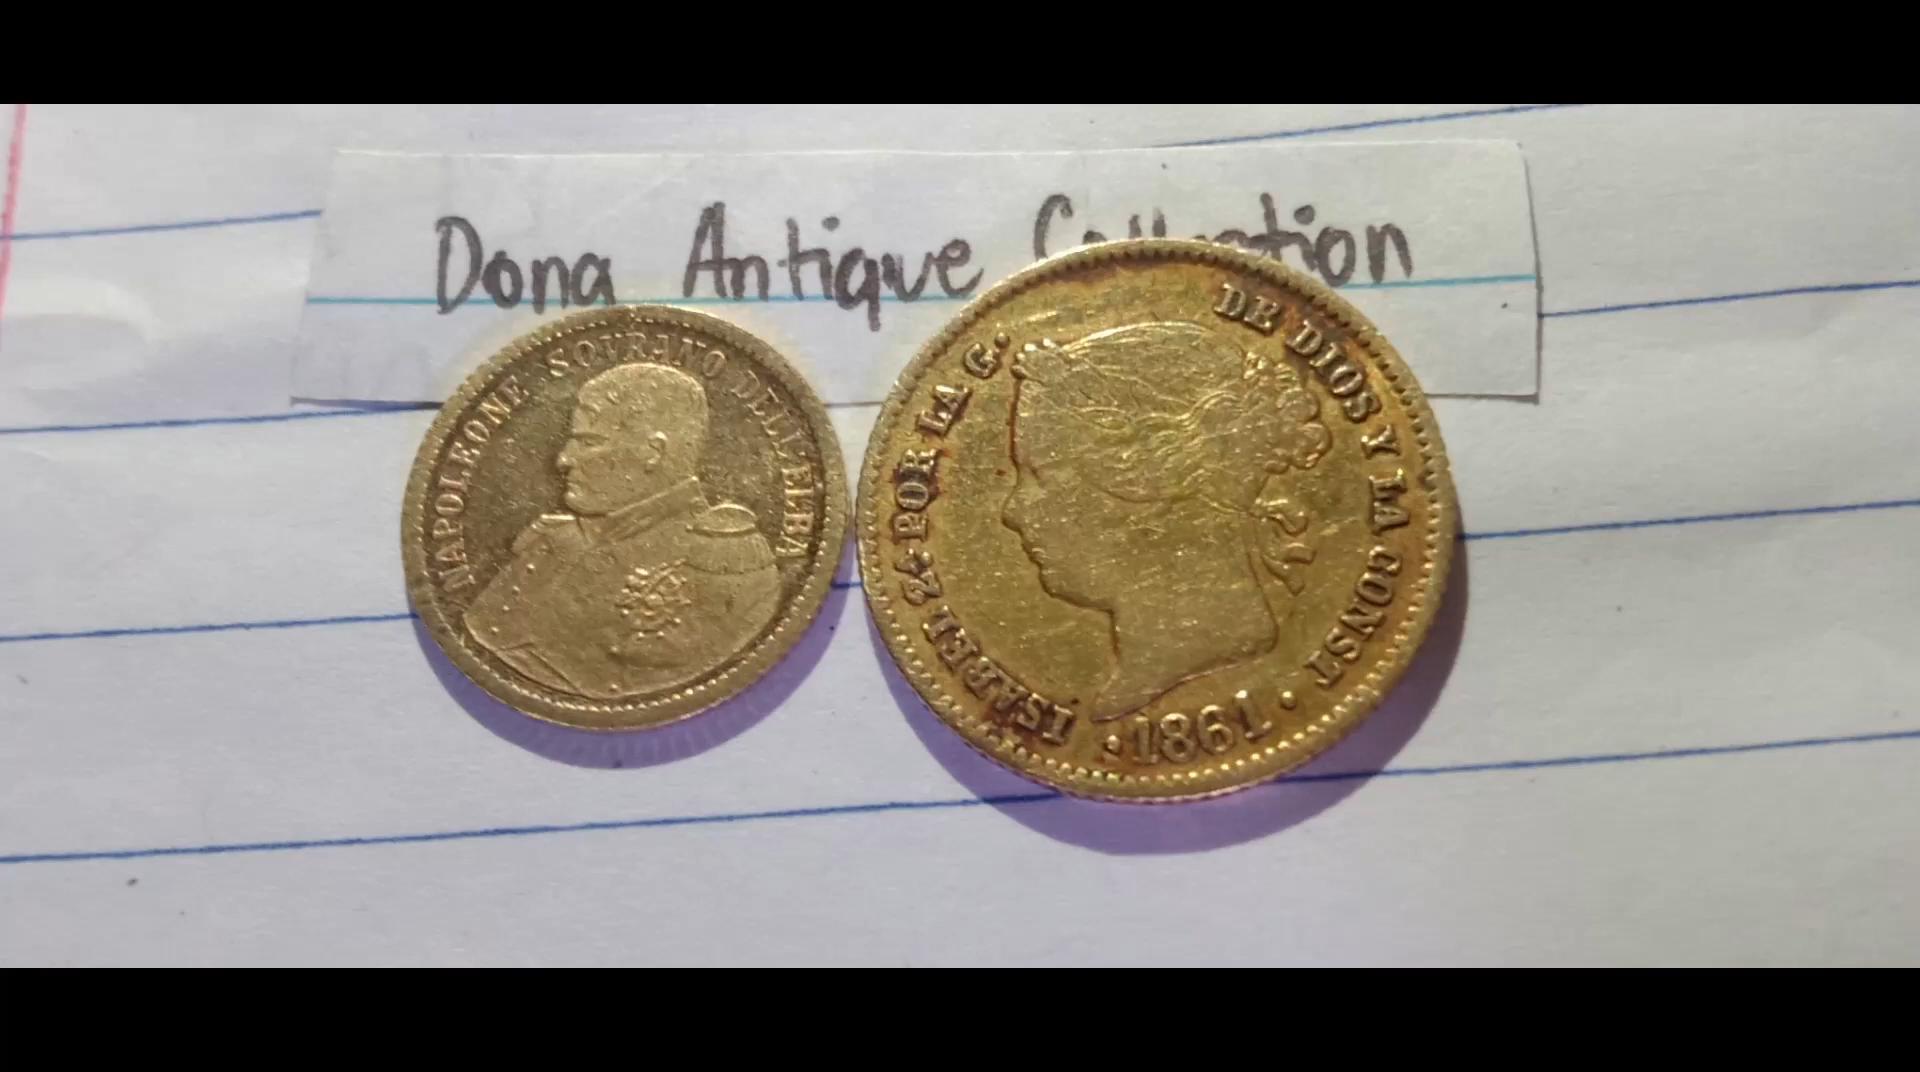 Dona Antique
NAPOLEONE SOVRANO DELL'ELBA
ISABEL 2ᴬ POR LA G. DE DIOS Y LA CONST
·1861·